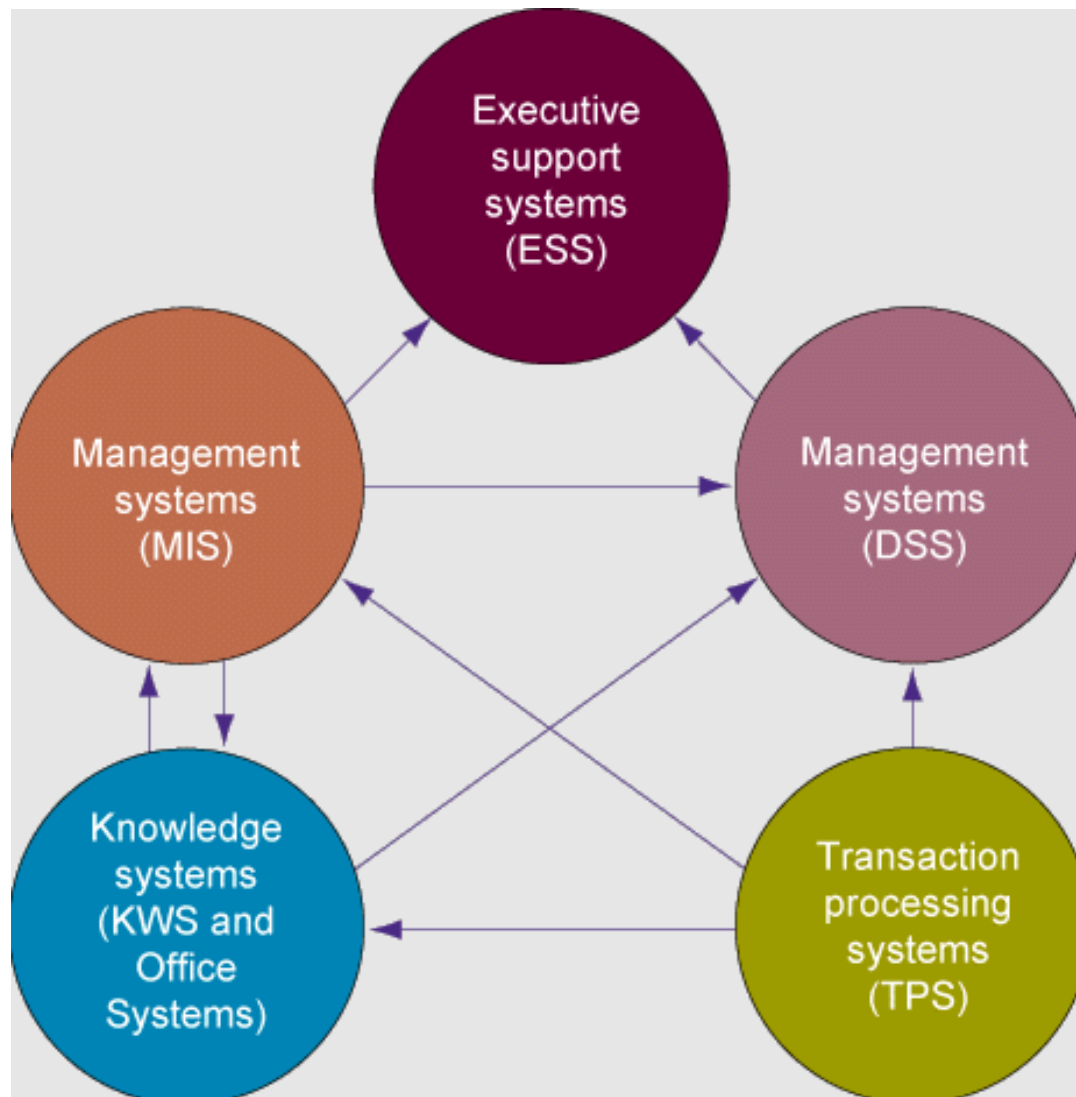 Executive
support
systems
(ESS)
Management
systems
(MIS)
Management
systems
(DSS)
Knowledge
systems
(KWS and
Office
Systems)
Transaction
processing
systems
(TPS)